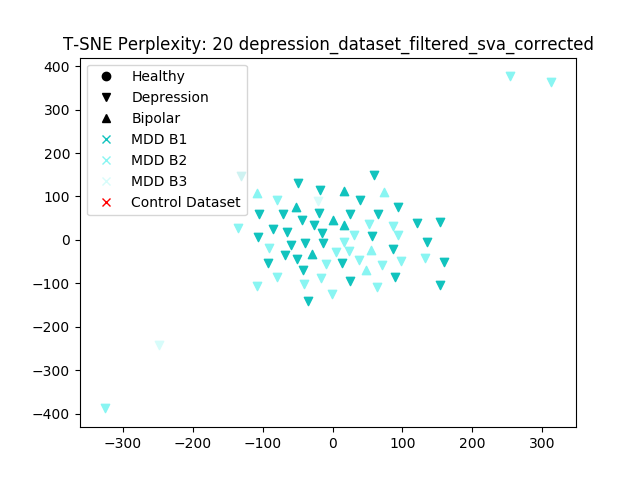 T-SNE Perplexity: 20 depression_dataset_filtered_sva_corrected
400
300
200
100
0
−100
−200
−300
−400
Healthy
Depression
Bipolar
MDD B1
MDD B2
MDD B3
Control Dataset
−300 −200 −100 0 100 200 300